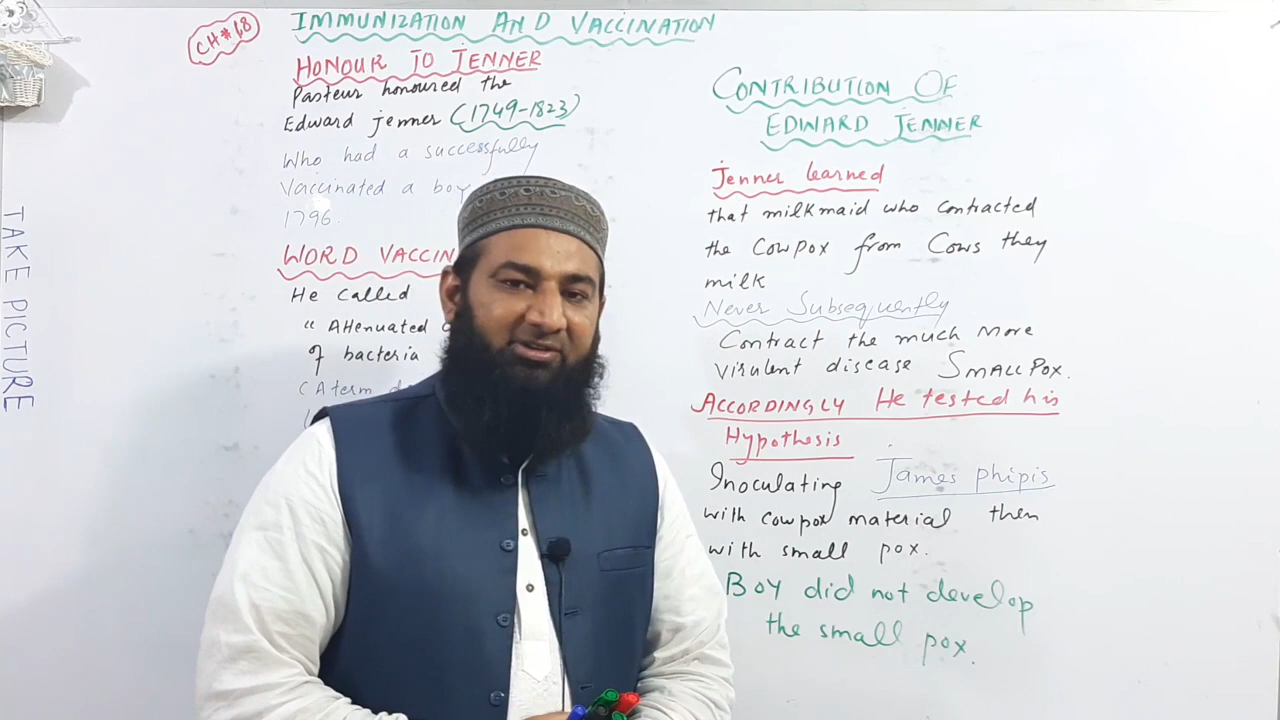 CH # 68
IMMUNIZATION AND VACCINATION
HONOUR TO JENNER
Pasteur honoured the
Edward jenner (1749-1823)
Who had a successfully
Vaccinated a boy
1796.
WORD VACCIN
He called
" Attenuated
of bacteria
(A term
CONTRIBUTION OF
EDWARD JENNER
Jenner learned
that milkmaid who contracted
the Cowpox from Cows they
milk
Never Subsequently
Contract the much more
virulent disease SMALL POX.
ACCORDINGLY He tested his
Hypothesis
Inoculating James phipis
with cowpox material then
with small pox.
Boy did not develop
the small pox.
TAKE PICTURE